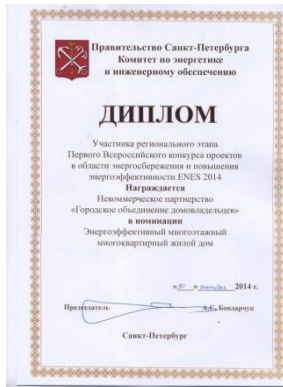 Правительство Санкт-Петербурга
Комитет по энергетике
и инженерному обеспечению
ДИПЛОМ
Участника регионального этапа
Первого Всероссийского конкурса проектов
в области энергосбережения и повышения
энергоэффективности ENES 2014
Награждается
Некоммерческое партнерство
«Городское объединение домовладельцев»
в номинации
Энергоэффективный многоэтажный
многоквартирный жилой дом
«30» сентября 2014 г.
Председатель А.С. Бондарчук
Санкт-Петербург